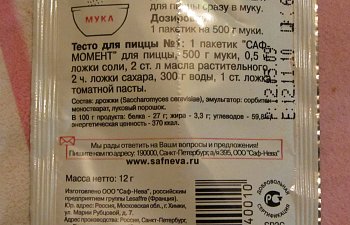 пиццы сразу в муку.
МУКА
Дозировка
1 пакетик на 500 г муки.
Тесто для пиццы №1: 1 пакетик "САФ-
МОМЕНТ" для пиццы, 500 г муки, 0,5
ложки соли, 2 ст. л масла растительного,
2 ч. ложки сахара, 300 г воды, 1 ст. ложка
томатной пасты.
Состав: дрожжи (Saccharomyces cerevisiae), эмульгатор: сорбитан
моностеарат, луковый порошок.
В 100 г продукта: белка - 27 г; жира - 3,3 г; углеводов - 59,8
энергетическая ценность - 370 ккал.
Мы рады ответить на Ваши вопросы и предложения!
Пишите по адресу: 190000, Санкт-Петербург, а/я 395, ООО "Саф-Нева"
www.safneva.ru
Масса нетто: 12 г
Изготовлено ООО "Саф-Нева", российским
предприятием группы Lesaffre (Франция).
Адрес: Россия, Московская обл., г. Химки,
ул. Марии Рубцовой, д. 7.
Адрес: Россия, Санкт-Петербург,
40010
ДОБРОВОЛЬНАЯ